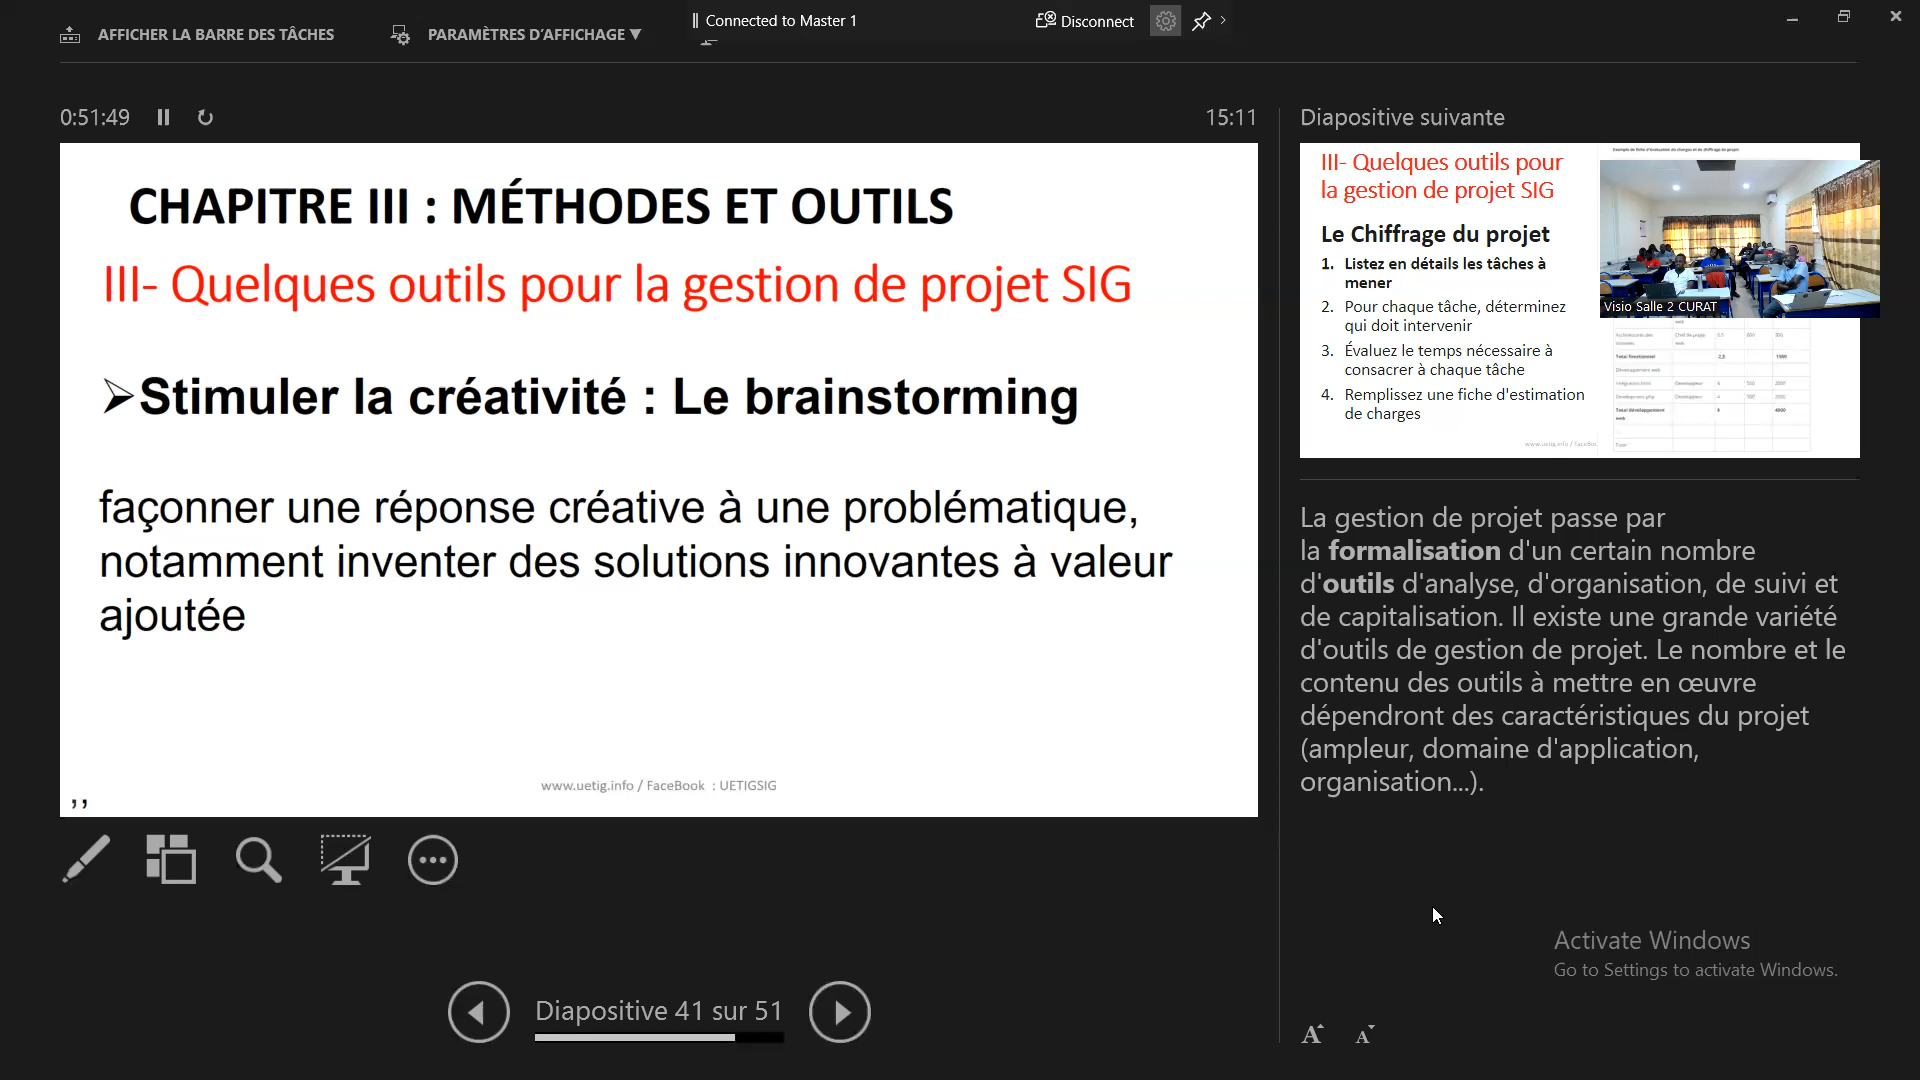 AFFICHER LA BARRE DES TÂCHES
PARAMÈTRES D'AFFICHAGE ▼
Connected to Master 1
Disconnect
0:51:49
15:11
Diapositive suivante
CHAPITRE III : MÉTHODES ET OUTILS
III- Quelques outils pour la gestion de projet SIG
➢Stimuler la créativité : Le brainstorming
façonner une réponse créative à une problématique,
notamment inventer des solutions innovantes à valeur
ajoutée
www.uetig.info / FaceBook : UETIGSIG
,,
III- Quelques outils pour
la gestion de projet SIG
Le Chiffrage du projet
1. Listez en détails les tâches à
mener
2. Pour chaque tâche, déterminez
qui doit intervenir
3. Évaluez le temps nécessaire à
consacrer à chaque tâche
4. Remplissez une fiche d'estimation
de charges
Visio Salle 2 CURAT
La gestion de projet passe par
la formalisation d'un certain nombre
d'outils d'analyse, d'organisation, de suivi et
de capitalisation. Il existe une grande variété
d'outils de gestion de projet. Le nombre et le
contenu des outils à mettre en œuvre
dépendront des caractéristiques du projet
(ampleur, domaine d'application,
organisation...).
Diapositive 41 sur 51
Activate Windows
Go to Settings to activate Windows.
A
A